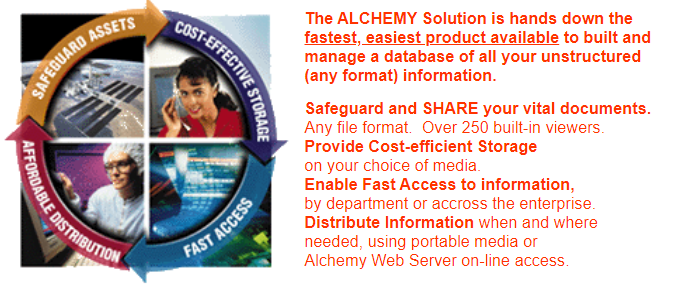 SAFEGUARD ASSETS
COST-EFFECTIVE STORAGE
FAST ACCESS
AFFORDABLE DISTRIBUTION
The ALCHEMY Solution is hands down the
fastest, easiest product available to built and
manage a database of all your unstructured
(any format) information.
Safeguard and SHARE your vital documents.
Any file format.  Over 250 built-in viewers.
Provide Cost-efficient Storage
on your choice of media.
Enable Fast Access to information,
by department or accross the enterprise.
Distribute Information when and where
needed, using portable media or
Alchemy Web Server on-line access.